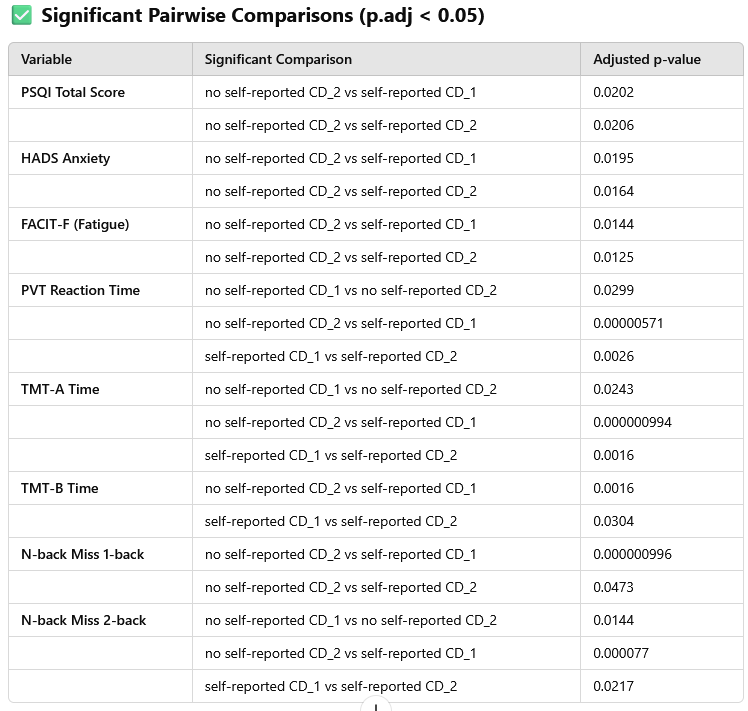 ✅ Significant Pairwise Comparisons (p.adj < 0.05)
Variable Significant Comparison Adjusted p-value
PSQI Total Score no self-reported CD_2 vs self-reported CD_1 0.0202
no self-reported CD_2 vs self-reported CD_2 0.0206
HADS Anxiety no self-reported CD_2 vs self-reported CD_1 0.0195
no self-reported CD_2 vs self-reported CD_2 0.0164
FACIT-F (Fatigue) no self-reported CD_2 vs self-reported CD_1 0.0144
no self-reported CD_2 vs self-reported CD_2 0.0125
PVT Reaction Time no self-reported CD_1 vs no self-reported CD_2 0.0299
no self-reported CD_2 vs self-reported CD_1 0.00000571
self-reported CD_1 vs self-reported CD_2 0.0026
TMT-A Time no self-reported CD_1 vs no self-reported CD_2 0.0243
no self-reported CD_2 vs self-reported CD_1 0.000000994
self-reported CD_1 vs self-reported CD_2 0.0016
TMT-B Time no self-reported CD_2 vs self-reported CD_1 0.0016
self-reported CD_1 vs self-reported CD_2 0.0304
N-back Miss 1-back no self-reported CD_2 vs self-reported CD_1 0.000000996
no self-reported CD_2 vs self-reported CD_2 0.0473
N-back Miss 2-back no self-reported CD_1 vs no self-reported CD_2 0.0144
no self-reported CD_2 vs self-reported CD_1 0.000077
self-reported CD_1 vs self-reported CD_2 0.0217